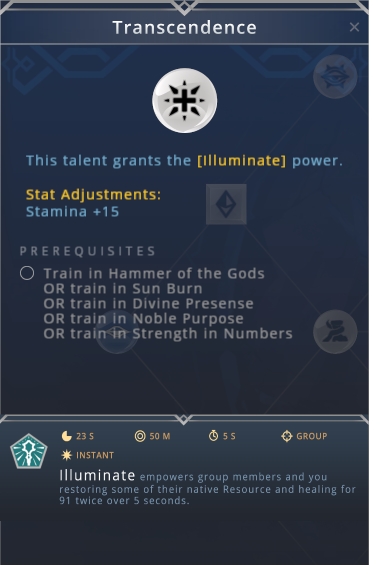 Transcendence
This talent grants the [Illuminate] power.
Stat Adjustments:
Stamina +15
PREREQUISITES
Train in Hammer of the Gods
OR train in Sun Burn
OR train in Divine Presense
OR train in Noble Purpose
OR train in Strength in Numbers
23 S 50 M 5 S GROUP
INSTANT
Illuminate empowers group members and you
restoring some of their native Resource and healing for
91 twice over 5 seconds.